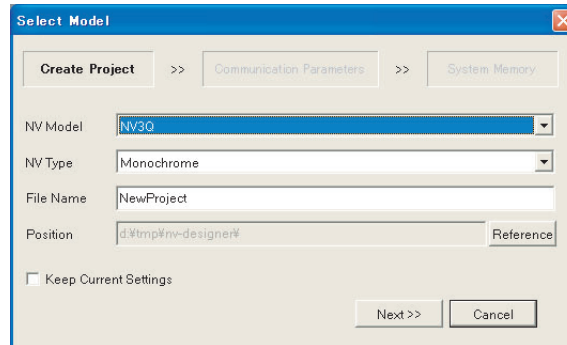 Select Model
Create Project >> Communication Parameters >> System Memory
NV Model NV3Q
NV Type Monochrome
File Name NewProject
Position d:¥tmp¥nv-designer¥ Reference
Keep Current Settings
Next >> Cancel